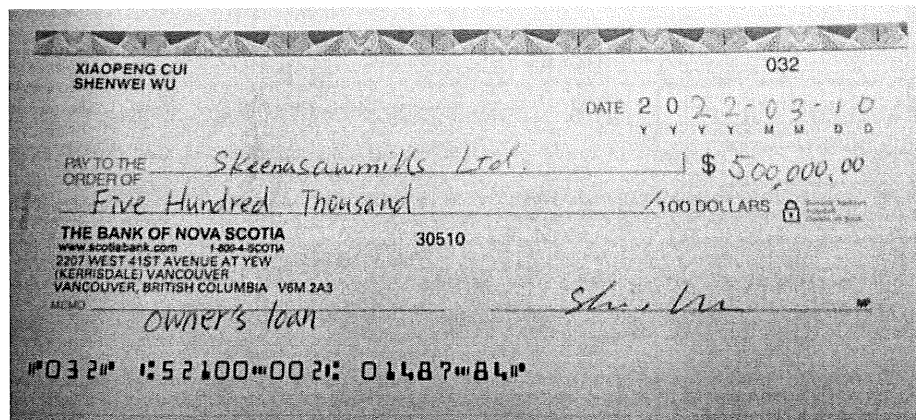 XIAOPENG CUI
SHENWEI WU
032
DATE 2022-03-10
Y Y Y Y M M D D
PAY TO THE ORDER OF Skeenasawmills Ltd. $ 500,000.00
Five Hundred Thousand /100 DOLLARS
THE BANK OF NOVA SCOTIA
30510
www.scotiabank.com 1-800-4-SCOTIA
2207 WEST 41ST AVENUE AT YEW
(KERRISDALE) VANCOUVER
VANCOUVER, BRITISH COLUMBIA V6M 2A3
MEMO owner's loan
⑈032⑈ ⑆52100⑉002⑆ 01487⑉84⑈